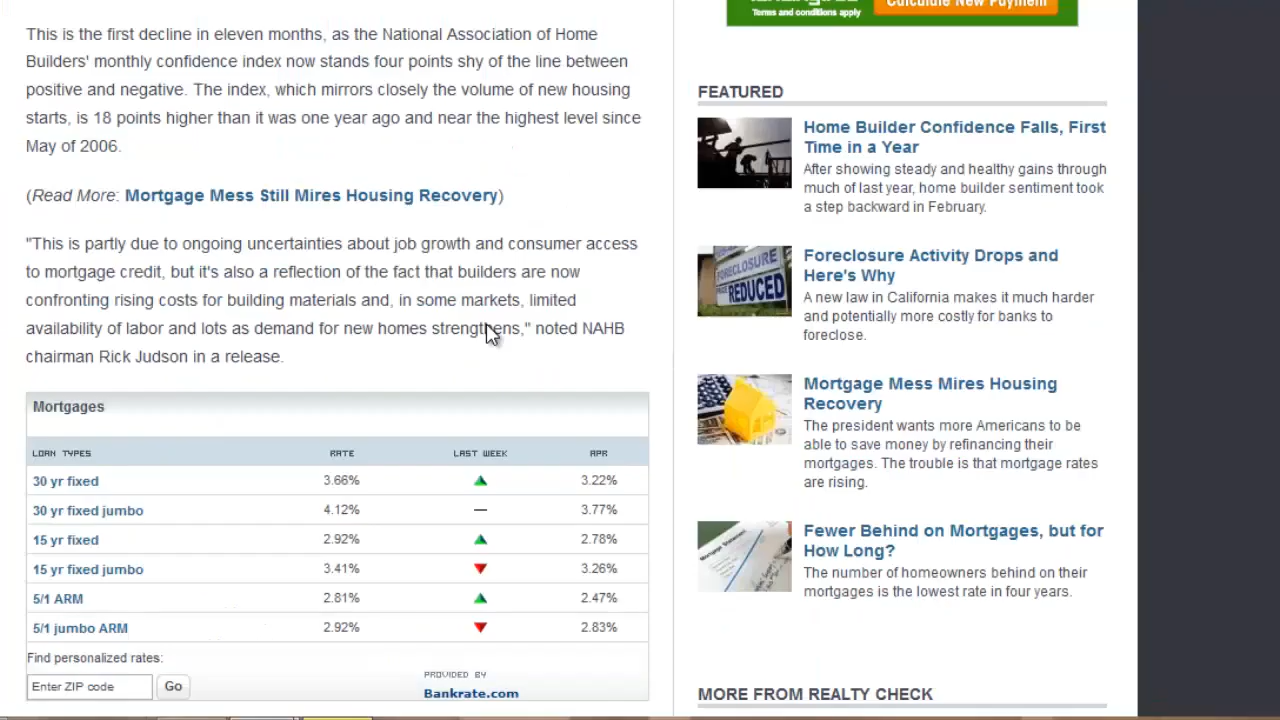 Terms and conditions apply
Calculate New Payment
This is the first decline in eleven months, as the National Association of Home
Builders' monthly confidence index now stands four points shy of the line between
positive and negative. The index, which mirrors closely the volume of new housing
starts, is 18 points higher than it was one year ago and near the highest level since
May of 2006.
(Read More: Mortgage Mess Still Mires Housing Recovery)
"This is partly due to ongoing uncertainties about job growth and consumer access
to mortgage credit, but it's also a reflection of the fact that builders are now
confronting rising costs for building materials and, in some markets, limited
availability of labor and lots as demand for new homes strengthens," noted NAHB
chairman Rick Judson in a release.
Mortgages
LOAN TYPES RATE LAST WEEK APR
30 yr fixed 3.66% 3.22%
30 yr fixed jumbo 4.12% — 3.77%
15 yr fixed 2.92% 2.78%
15 yr fixed jumbo 3.41% 3.26%
5/1 ARM 2.81% 2.47%
5/1 jumbo ARM 2.92% 2.83%
Find personalized rates:
Enter ZIP code Go
PROVIDED BY
Bankrate.com
FEATURED
Home Builder Confidence Falls, First
Time in a Year
After showing steady and healthy gains through
much of last year, home builder sentiment took
a step backward in February.
FORECLOSURE
REDUCED
Foreclosure Activity Drops and
Here's Why
A new law in California makes it much harder
and potentially more costly for banks to
foreclose.
Mortgage Mess Mires Housing
Recovery
The president wants more Americans to be
able to save money by refinancing their
mortgages. The trouble is that mortgage rates
are rising.
Mortgage Statement
Fewer Behind on Mortgages, but for
How Long?
The number of homeowners behind on their
mortgages is the lowest rate in four years.
MORE FROM REALTY CHECK